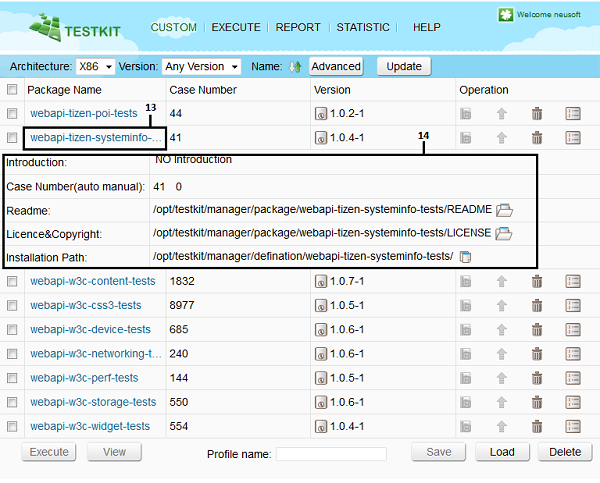 TESTKIT CUSTOM EXECUTE REPORT STATISTIC HELP Welcome neusoft
Architecture: X86 Version: Any Version Name: Advanced Update
Package Name Case Number Version Operation
13
webapi-tizen-poi-tests 44 1.0.2-1
webapi-tizen-systeminfo-... 41 1.0.4-1
14
Introduction: NO Introduction
Case Number(auto manual): 41 0
Readme: /opt/testkit/manager/package/webapi-tizen-systeminfo-tests/README
Licence&Copyright: /opt/testkit/manager/package/webapi-tizen-systeminfo-tests/LICENSE
Installation Path: /opt/testkit/manager/defination/webapi-tizen-systeminfo-tests/
webapi-w3c-content-tests 1832 1.0.7-1
webapi-w3c-css3-tests 8977 1.0.5-1
webapi-w3c-device-tests 685 1.0.6-1
webapi-w3c-networking-t... 240 1.0.6-1
webapi-w3c-perf-tests 144 1.0.5-1
webapi-w3c-storage-tests 550 1.0.6-1
webapi-w3c-widget-tests 554 1.0.4-1
Execute View Profile name: Save Load Delete